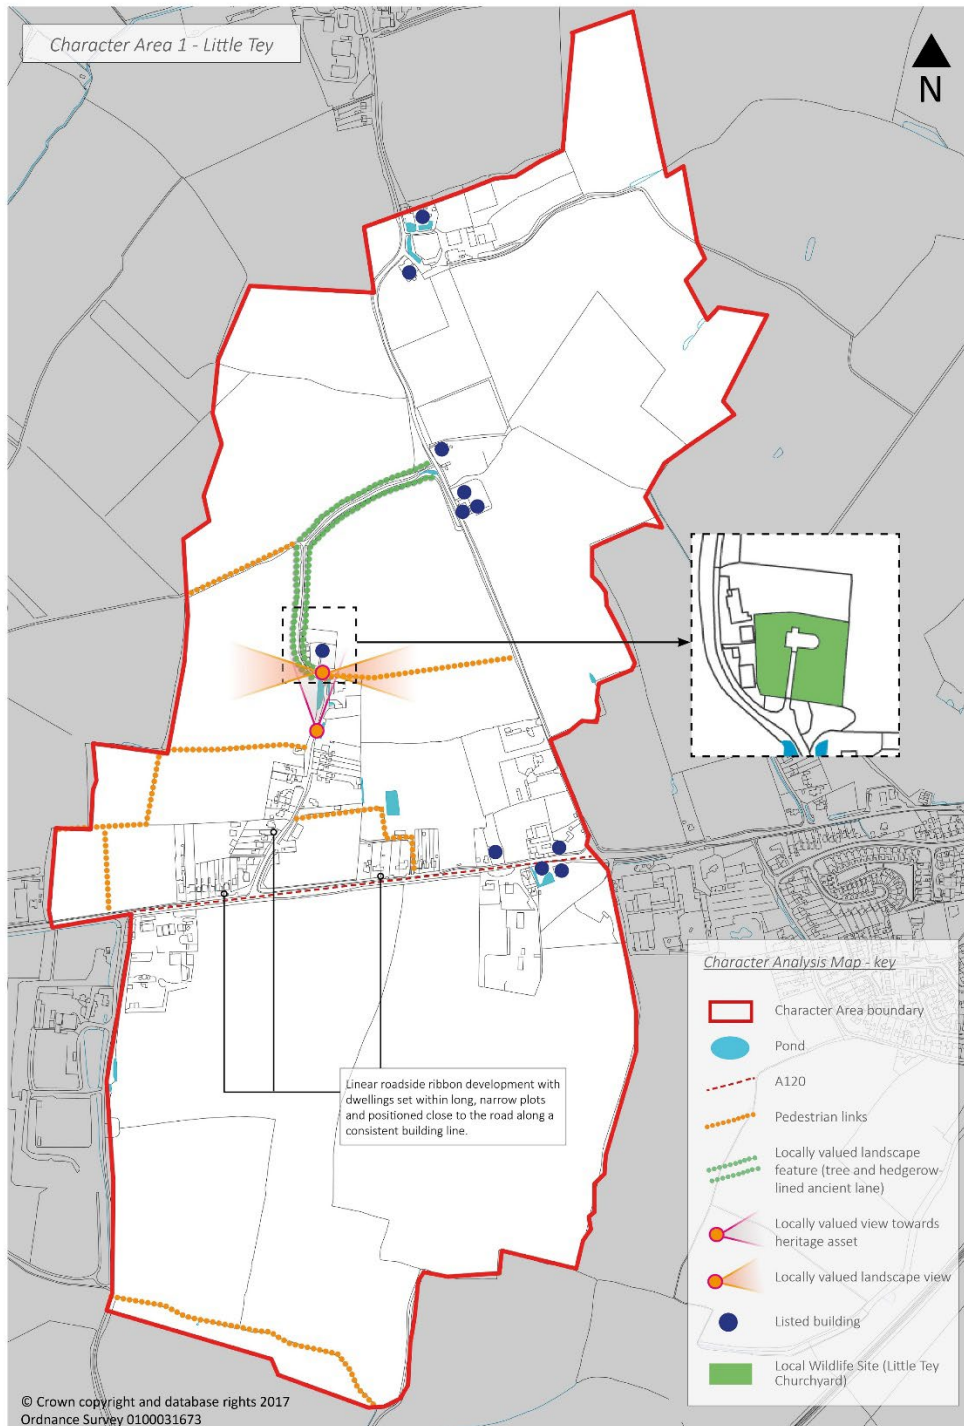 Character Area 1 - Little Tey
N
Linear roadside ribbon development with
dwellings set within long, narrow plots
and positioned close to the road along a
consistent building line.
Character Analysis Map - key
Character Area boundary
Pond
A120
Pedestrian links
Locally valued landscape
feature (tree and hedgerow-
lined ancient lane)
Locally valued view towards
heritage asset
Locally valued landscape view
Listed building
Local Wildlife Site (Little Tey
Churchyard)
© Crown copyright and database rights 2017
Ordnance Survey 0100031673